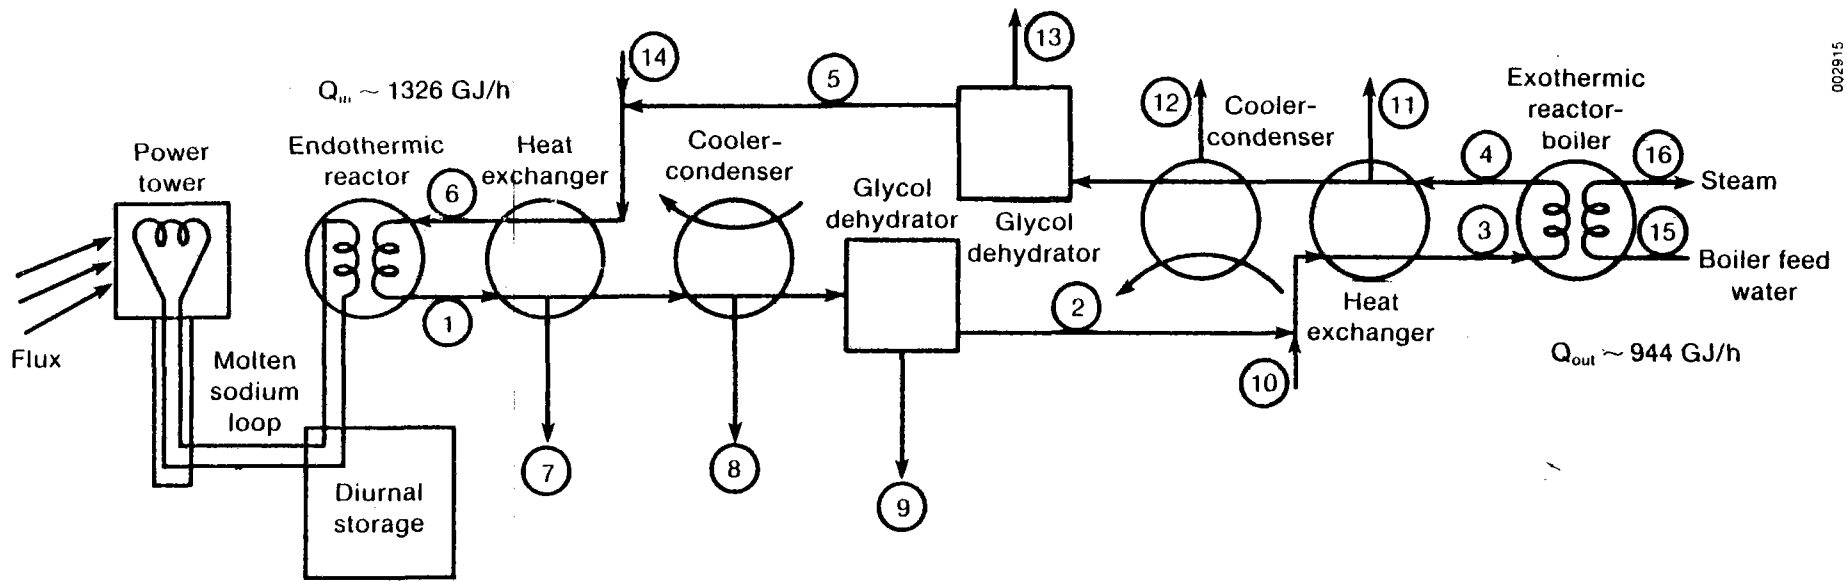 002915
14
13
5
Q_in ~ 1326 GJ/h
Exothermic
reactor-
boiler
12
Cooler-
condenser
11
Power
tower
Endothermic
reactor
Heat
exchanger
Cooler-
condenser
4
16
Steam
6
Glycol
dehydrator
Glycol
dehydrator
3
15
Boiler feed
water
1
2
Heat
exchanger
Flux
Molten
sodium
loop
10
Q_out ~ 944 GJ/h
7
8
9
Diurnal
storage